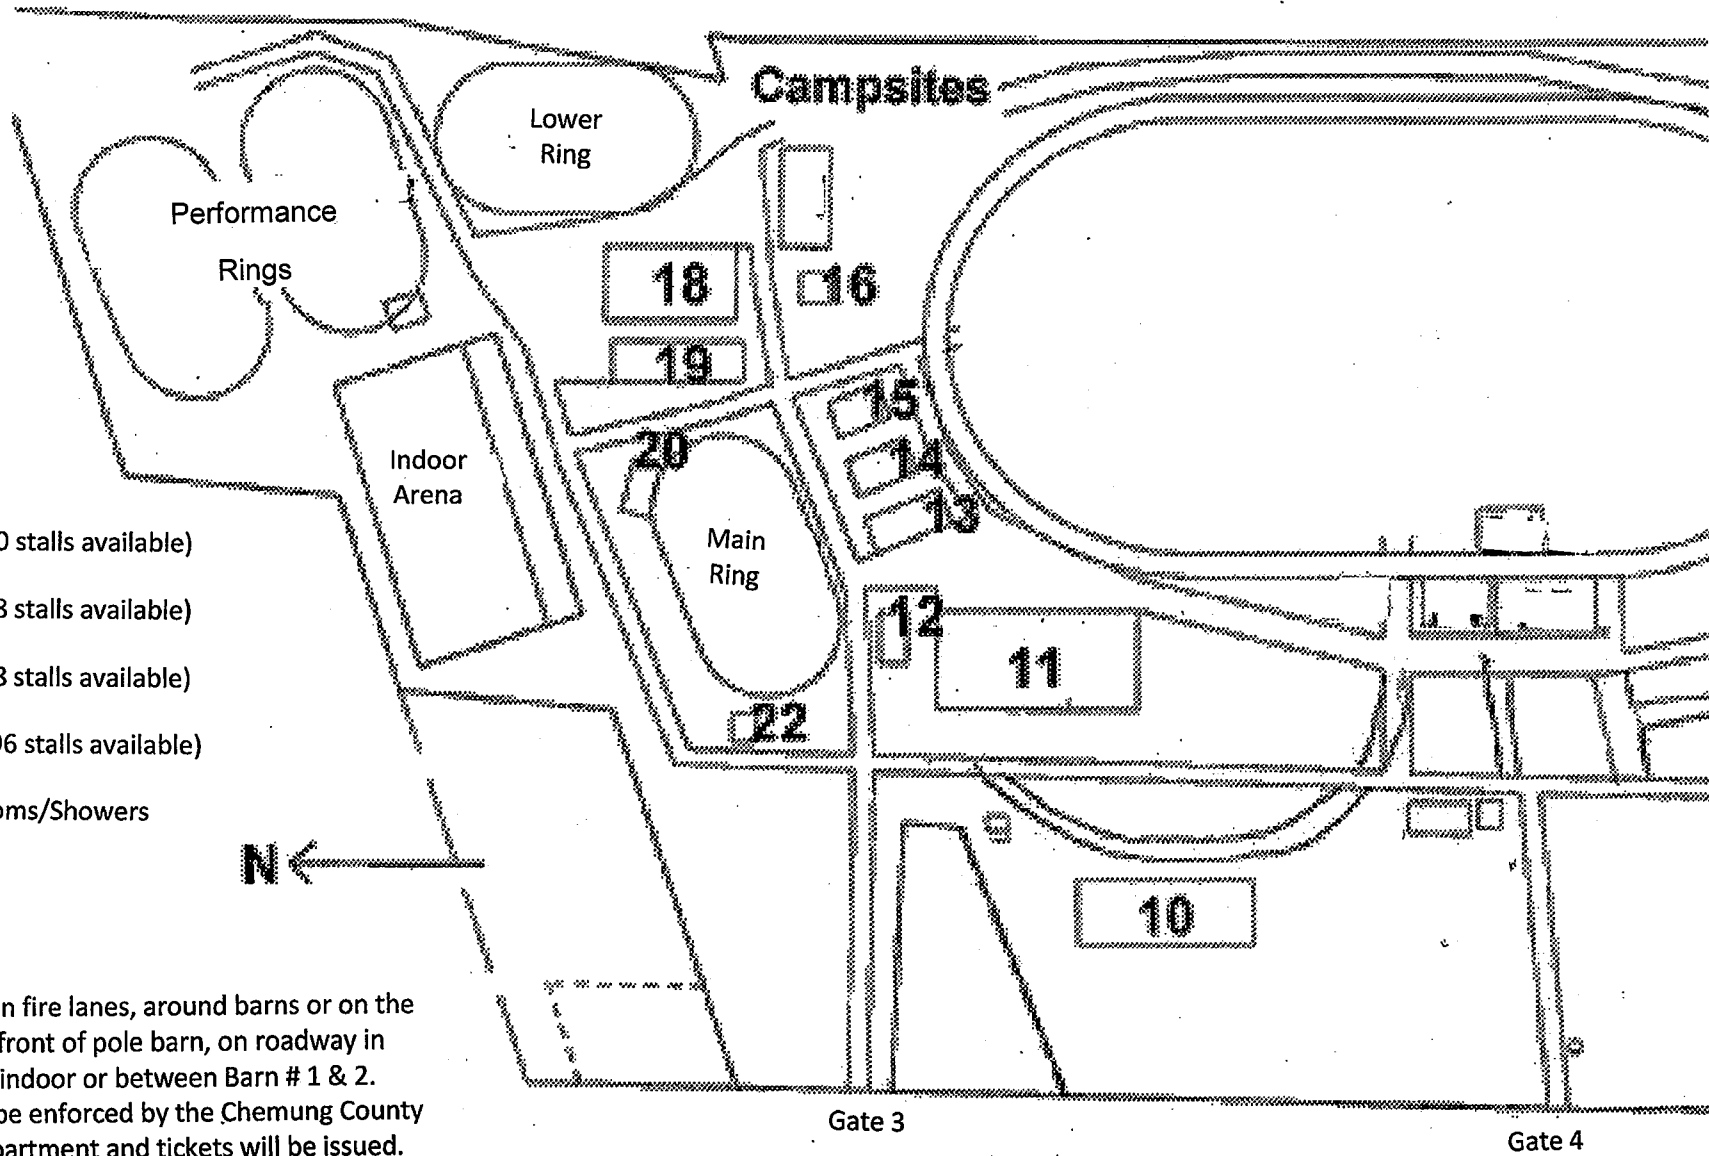 Campsites
Lower
Ring
Performance
Rings
18
16
19
15
20
14
Indoor
Arena
13
Main
Ring
0 stalls available)
12
3 stalls available)
11
3 stalls available)
22
96 stalls available)
oms/Showers
9
N
10
n fire lanes, around barns or on the
front of pole barn, on roadway in
indoor or between Barn # 1 & 2.
be enforced by the Chemung County
partment and tickets will be issued.
Gate 3
Gate 4